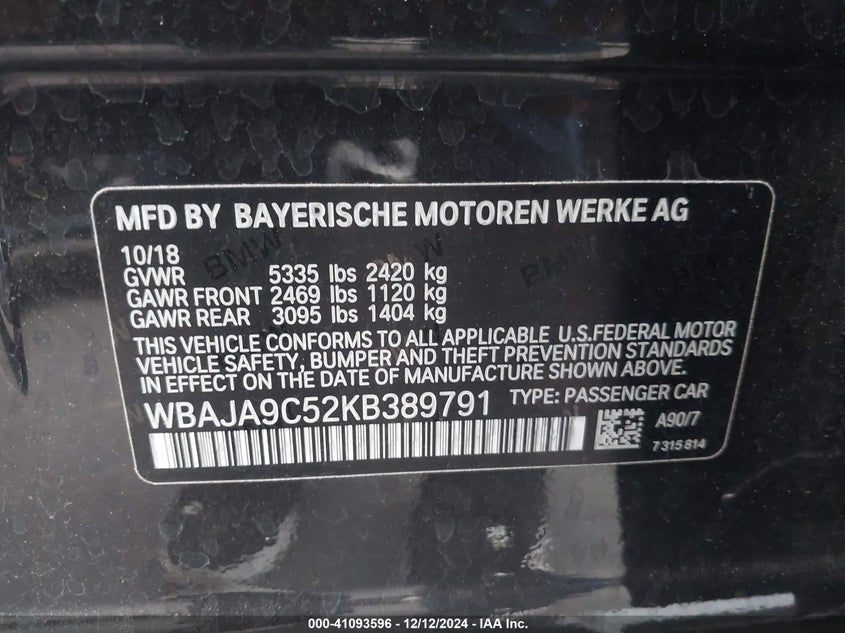 MFD BY BAYERISCHE MOTOREN WERKE AG
10/18
GVWR 5335 lbs 2420 kg
GAWR FRONT 2469 lbs 1120 kg
GAWR REAR 3095 lbs 1404 kg
THIS VEHICLE CONFORMS TO ALL APPLICABLE U.S.FEDERAL MOTOR
VEHICLE SAFETY, BUMPER AND THEFT PREVENTION STANDARDS
IN EFFECT ON THE DATE OF MANUFACTURE SHOWN ABOVE.
WBAJA9C52KB389791 TYPE: PASSENGER CAR
A90/7
7 315 814
000-41093596 - 12/12/2024 - IAA Inc.